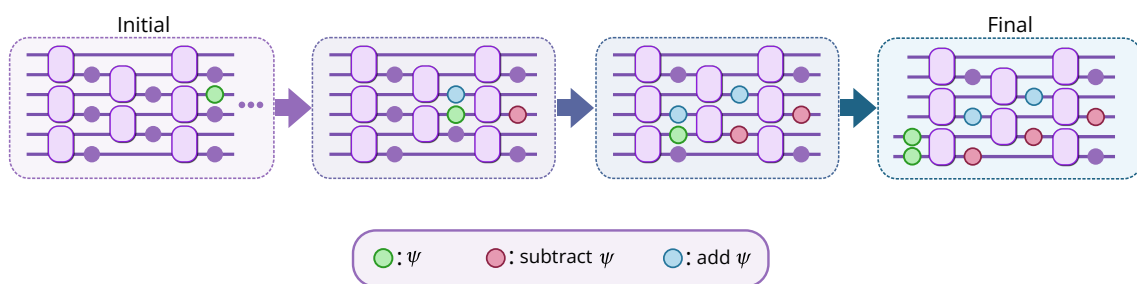 Initial
Final
: ψ
: subtract ψ
: add ψ